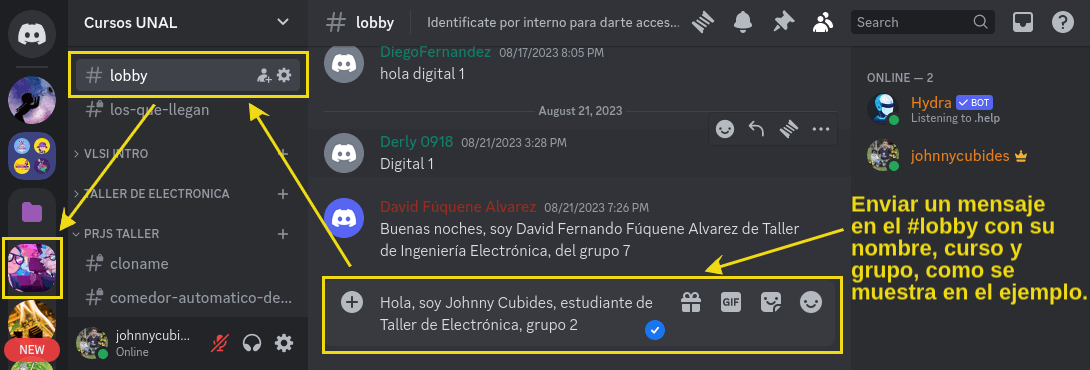 Cursos UNAL
lobby
los-que-llegan
VLSI INTRO
TALLER DE ELECTRONICA
PRJS TALLER
cloname
comedor-automatico-de...
johnnycubi...
Online
NEW
lobby
Identificate por interno para darte acces...
Search
DiegoFernandez 08/17/2023 8:05 PM
hola digital 1
August 21, 2023
Derly 0918 08/21/2023 3:28 PM
Digital 1
David Fúquene Alvarez 08/21/2023 7:26 PM
Buenas noches, soy David Fernando Fúquene Alvarez de Taller
de Ingeniería Electrónica, del grupo 7
Hola, soy Johnny Cubides, estudiante de
Taller de Electrónica, grupo 2
GIF
ONLINE — 2
Hydra BOT
Listening to .help
johnnycubides
Enviar un mensaje
en el #lobby con su
nombre, curso y
grupo, como se
muestra en el ejemplo.